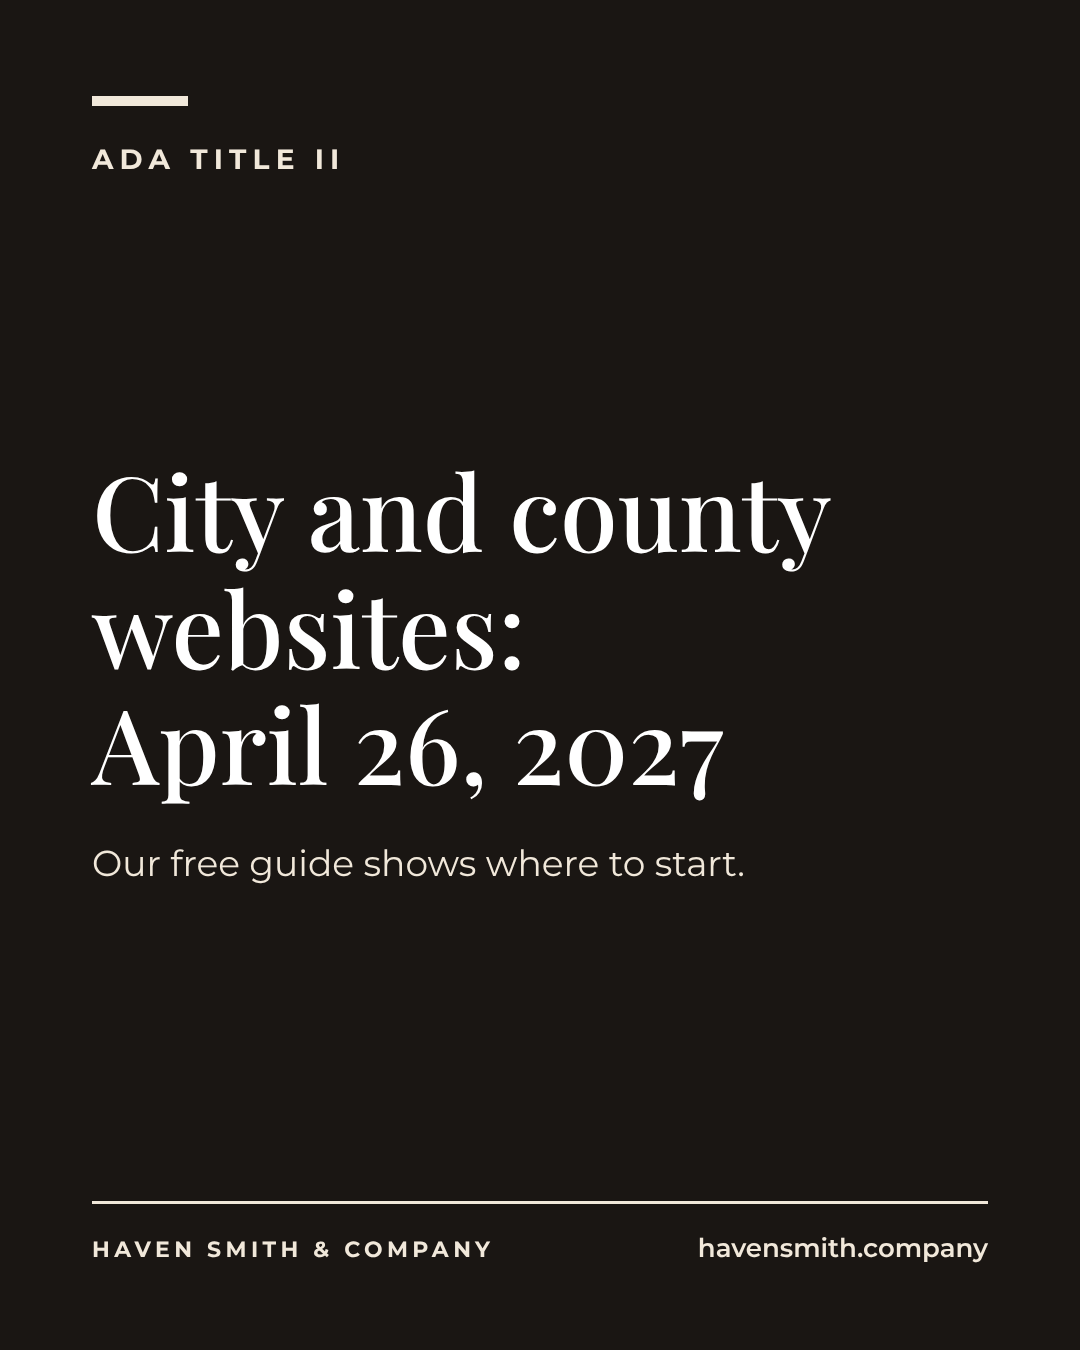 ADA TITLE II
City and county
websites:
April 26, 2027
Our free guide shows where to start.
HAVEN SMITH & COMPANY
havensmith.company